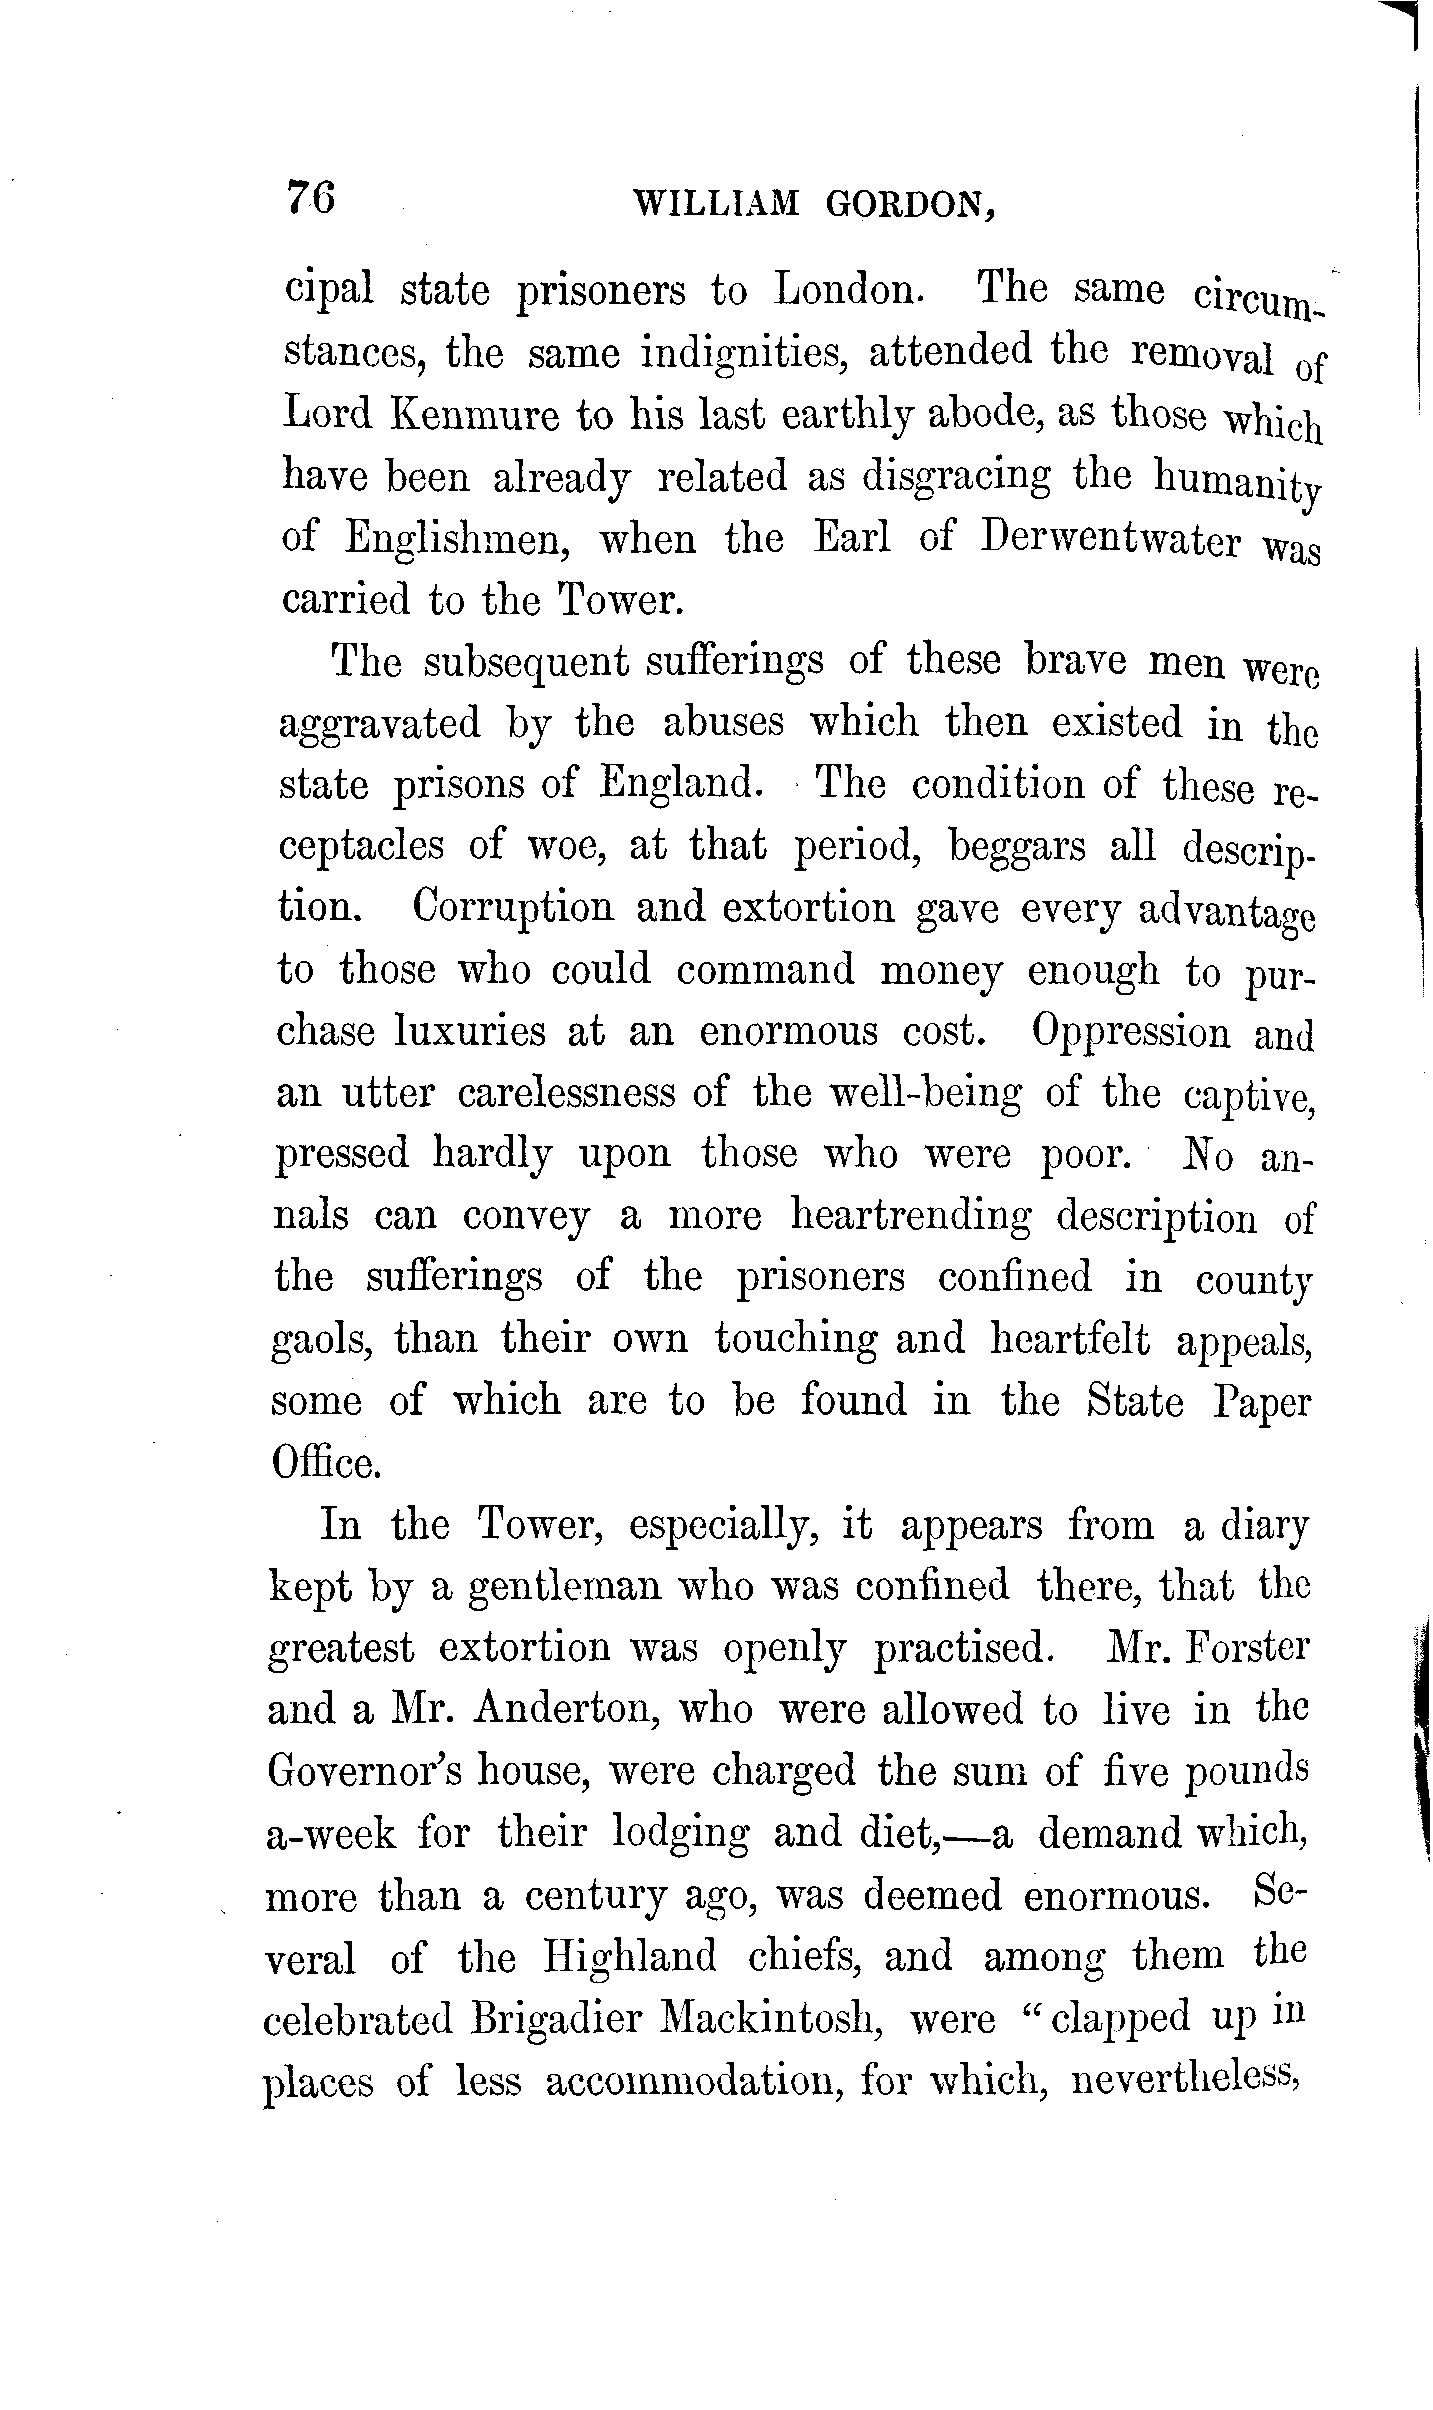 76 WILLIAM GORDON,
cipal state prisoners to London. The same circum-
stances, the same indignities, attended the removal of
Lord Kenmure to his last earthly abode, as those which
have been already related as disgracing the humanity
of Englishmen, when the Earl of Derwentwater was
carried to the Tower.
The subsequent sufferings of these brave men were
aggravated by the abuses which then existed in the
state prisons of England. The condition of these re-
ceptacles of woe, at that period, beggars all descrip-
tion. Corruption and extortion gave every advantage
to those who could command money enough to pur-
chase luxuries at an enormous cost. Oppression and
an utter carelessness of the well-being of the captive,
pressed hardly upon those who were poor. No an-
nals can convey a more heartrending description of
the sufferings of the prisoners confined in county
gaols, than their own touching and heartfelt appeals,
some of which are to be found in the State Paper
Office.
In the Tower, especially, it appears from a diary
kept by a gentleman who was confined there, that the
greatest extortion was openly practised. Mr. Forster
and a Mr. Anderton, who were allowed to live in the
Governor's house, were charged the sum of five pounds
a-week for their lodging and diet,—a demand which,
more than a century ago, was deemed enormous. Se-
veral of the Highland chiefs, and among them the
celebrated Brigadier Mackintosh, were " clapped up in
places of less accommodation, for which, nevertheless,